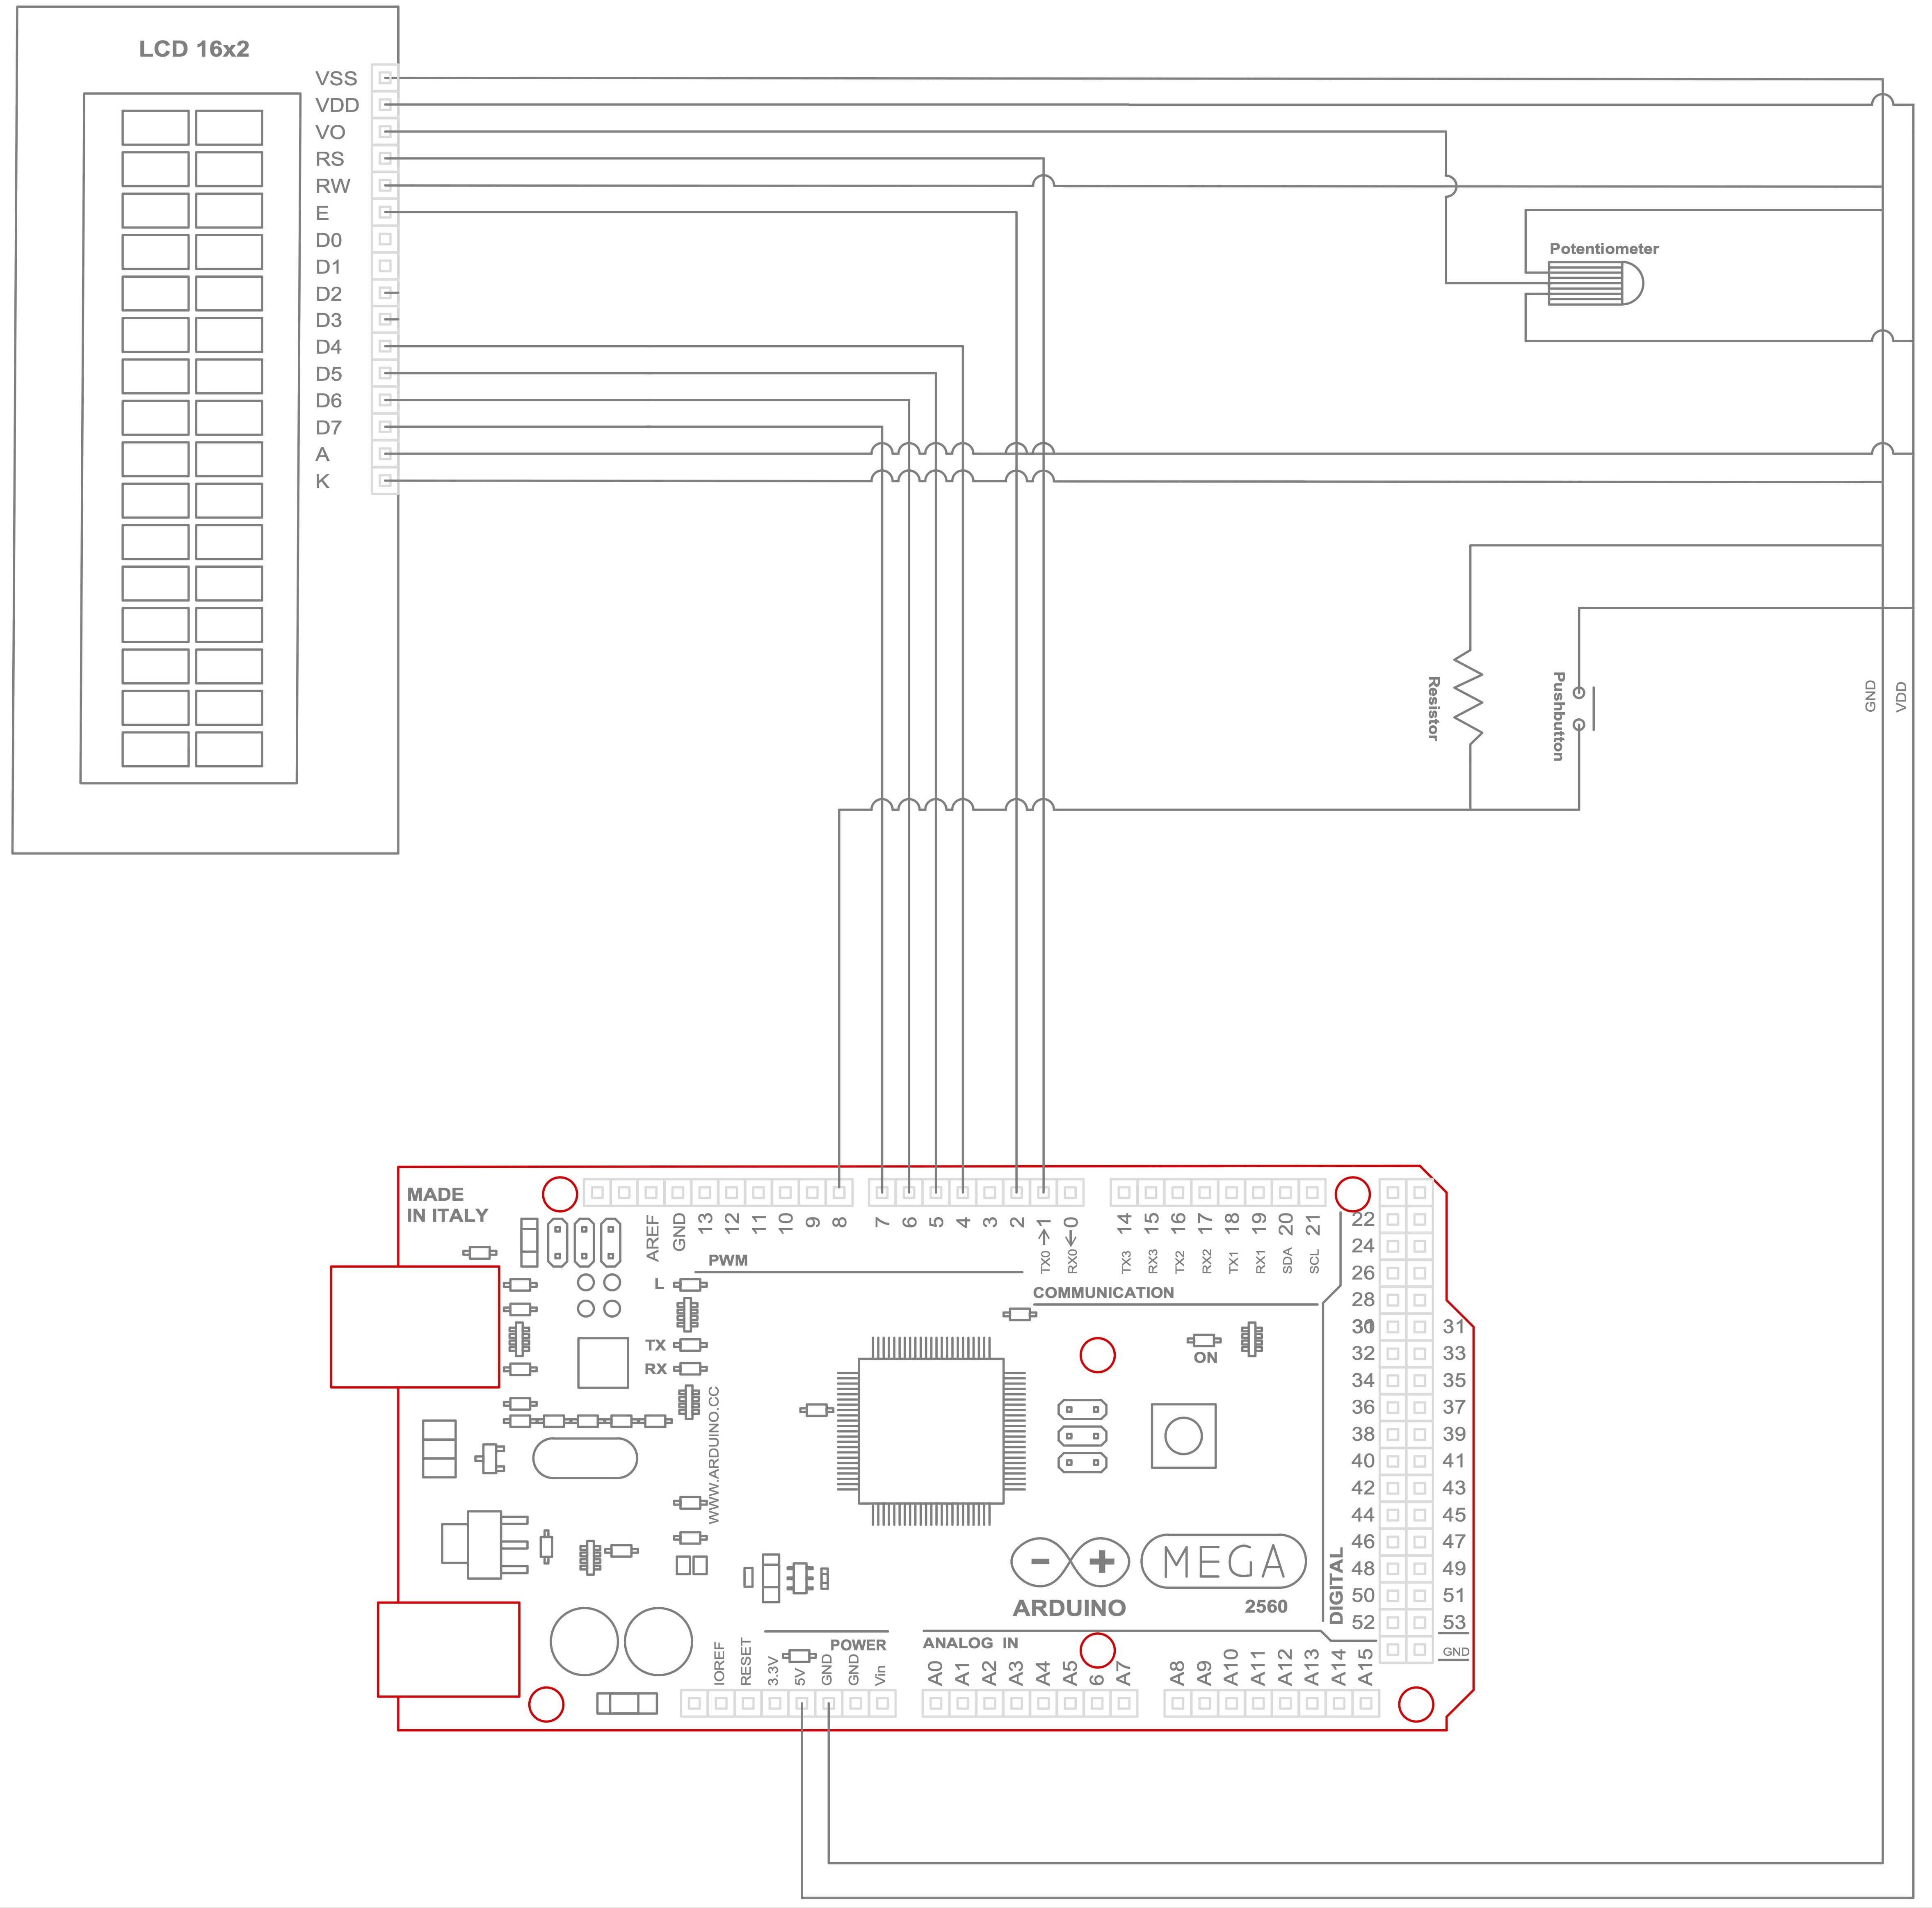 LCD 16x2
VSS
VDD
VO
RS
RW
E
D0
D1
D2
D3
D4
D5
D6
D7
A
K
Potentiometer
Resistor
Pushbutton
GND
VDD
MADE
IN ITALY
AREF
GND
13
12
11
10
9
8
7
6
5
4
3
2
1
0
TX0
RX0
14
15
16
17
18
19
20
21
TX3
RX3
TX2
RX2
TX1
RX1
SDA
SCL
PWM
COMMUNICATION
L
TX
RX
ON
WWW.ARDUINO.CC
22
24
26
28
30
31
32
33
34
35
36
37
38
39
40
41
42
43
44
45
46
47
48
49
50
51
52
53
GND
DIGITAL
MEGA
ARDUINO
2560
POWER
ANALOG IN
IOREF
RESET
3.3V
5V
GND
GND
Vin
A0
A1
A2
A3
A4
A5
6
A7
A8
A9
A10
A11
A12
A13
A14
A15